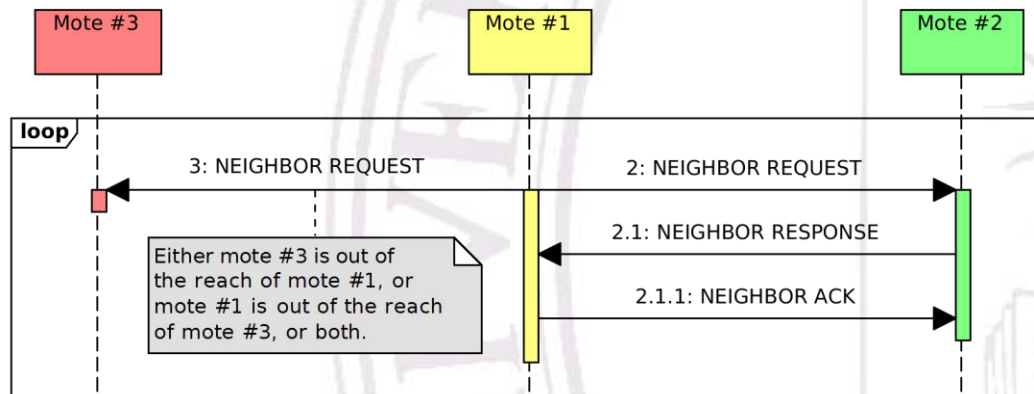 Mote #3
Mote #1
Mote #2
loop
3: NEIGHBOR REQUEST
2: NEIGHBOR REQUEST
2.1: NEIGHBOR RESPONSE
Either mote #3 is out of
the reach of mote #1, or
mote #1 is out of the reach
of mote #3, or both.
2.1.1: NEIGHBOR ACK